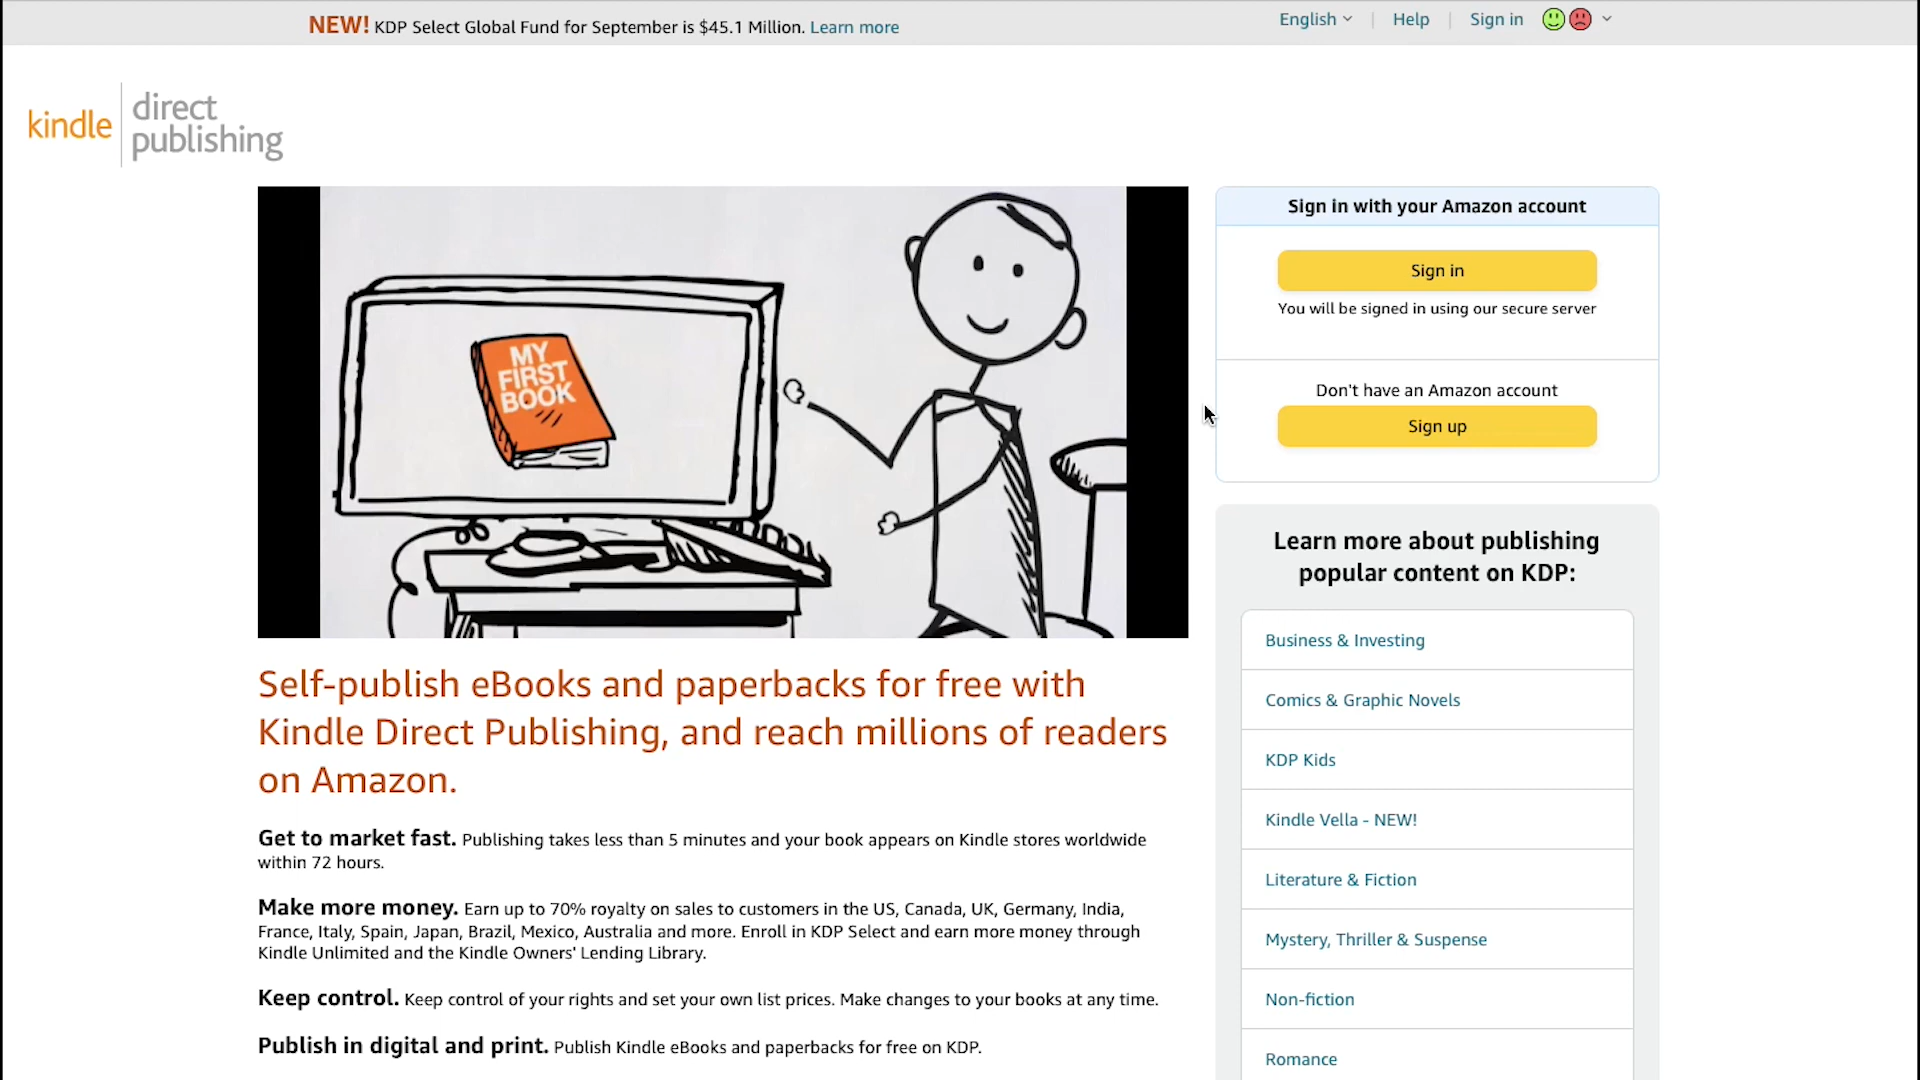 NEW! KDP Select Global Fund for September is $45.1 Million. Learn more
English | Help | Sign in
kindle direct publishing
MY
FIRST
BOOK
Sign in with your Amazon account
Sign in
You will be signed in using our secure server
Don't have an Amazon account
Sign up
Self-publish eBooks and paperbacks for free with
Kindle Direct Publishing, and reach millions of readers
on Amazon.
Get to market fast. Publishing takes less than 5 minutes and your book appears on Kindle stores worldwide
within 72 hours.
Make more money. Earn up to 70% royalty on sales to customers in the US, Canada, UK, Germany, India,
France, Italy, Spain, Japan, Brazil, Mexico, Australia and more. Enroll in KDP Select and earn more money through
Kindle Unlimited and the Kindle Owners' Lending Library.
Keep control. Keep control of your rights and set your own list prices. Make changes to your books at any time.
Publish in digital and print. Publish Kindle eBooks and paperbacks for free on KDP.
Learn more about publishing
popular content on KDP:
Business & Investing
Comics & Graphic Novels
KDP Kids
Kindle Vella - NEW!
Literature & Fiction
Mystery, Thriller & Suspense
Non-fiction
Romance